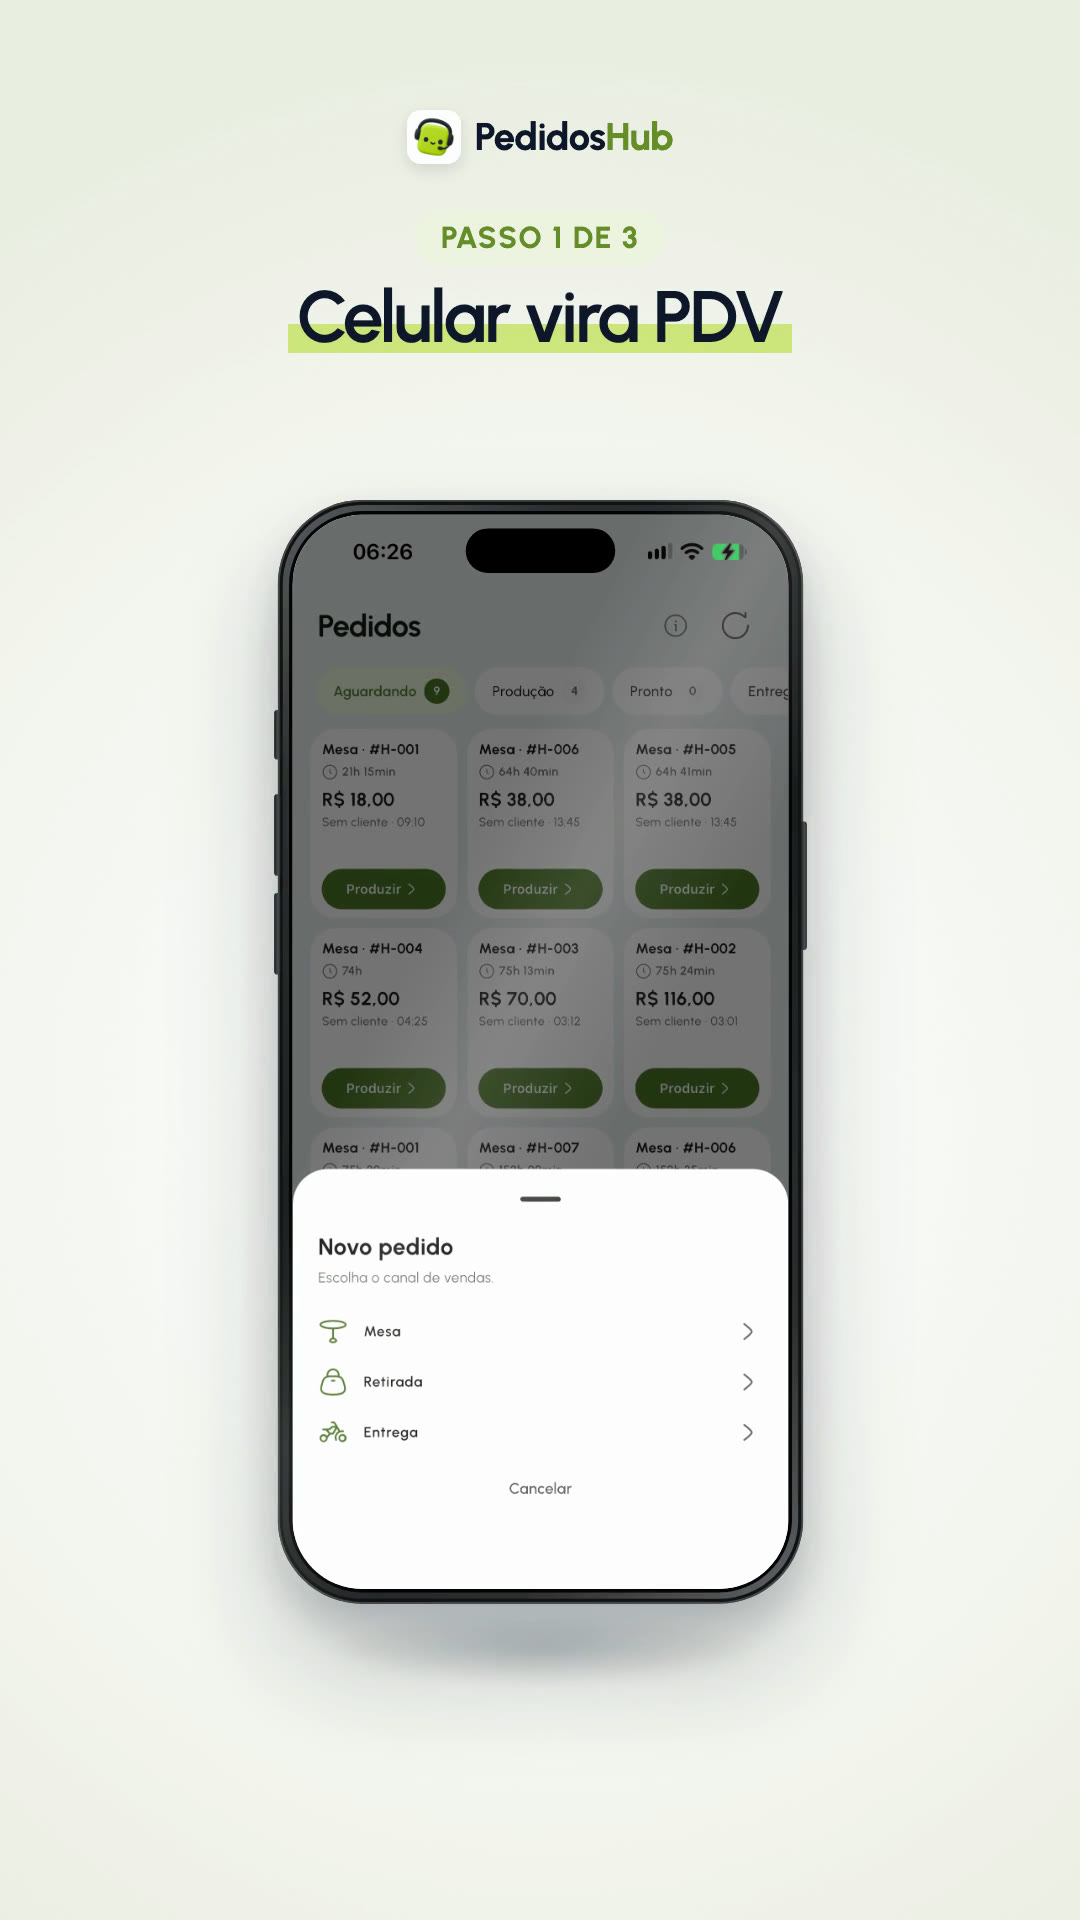 PedidosHub
PASSO 1 DE 3
Celular vira PDV
06:26
Pedidos
Aguardando 9 Produção 4 Pronto 0 Entreg
Mesa · #H-001 Mesa · #H-006 Mesa · #H-005
21h 15min 64h 40min 64h 41min
R$ 18,00 R$ 38,00 R$ 38,00
Sem cliente · 09:10 Sem cliente · 13:45 Sem cliente · 13:45
Produzir Produzir Produzir
Mesa · #H-004 Mesa · #H-003 Mesa · #H-002
74h 75h 13min 75h 24min
R$ 52,00 R$ 70,00 R$ 116,00
Sem cliente · 04:25 Sem cliente · 03:12 Sem cliente · 03:01
Produzir Produzir Produzir
Mesa · #H-001 Mesa · #H-007 Mesa · #H-006
Novo pedido
Escolha o canal de vendas.
Mesa
Retirada
Entrega
Cancelar